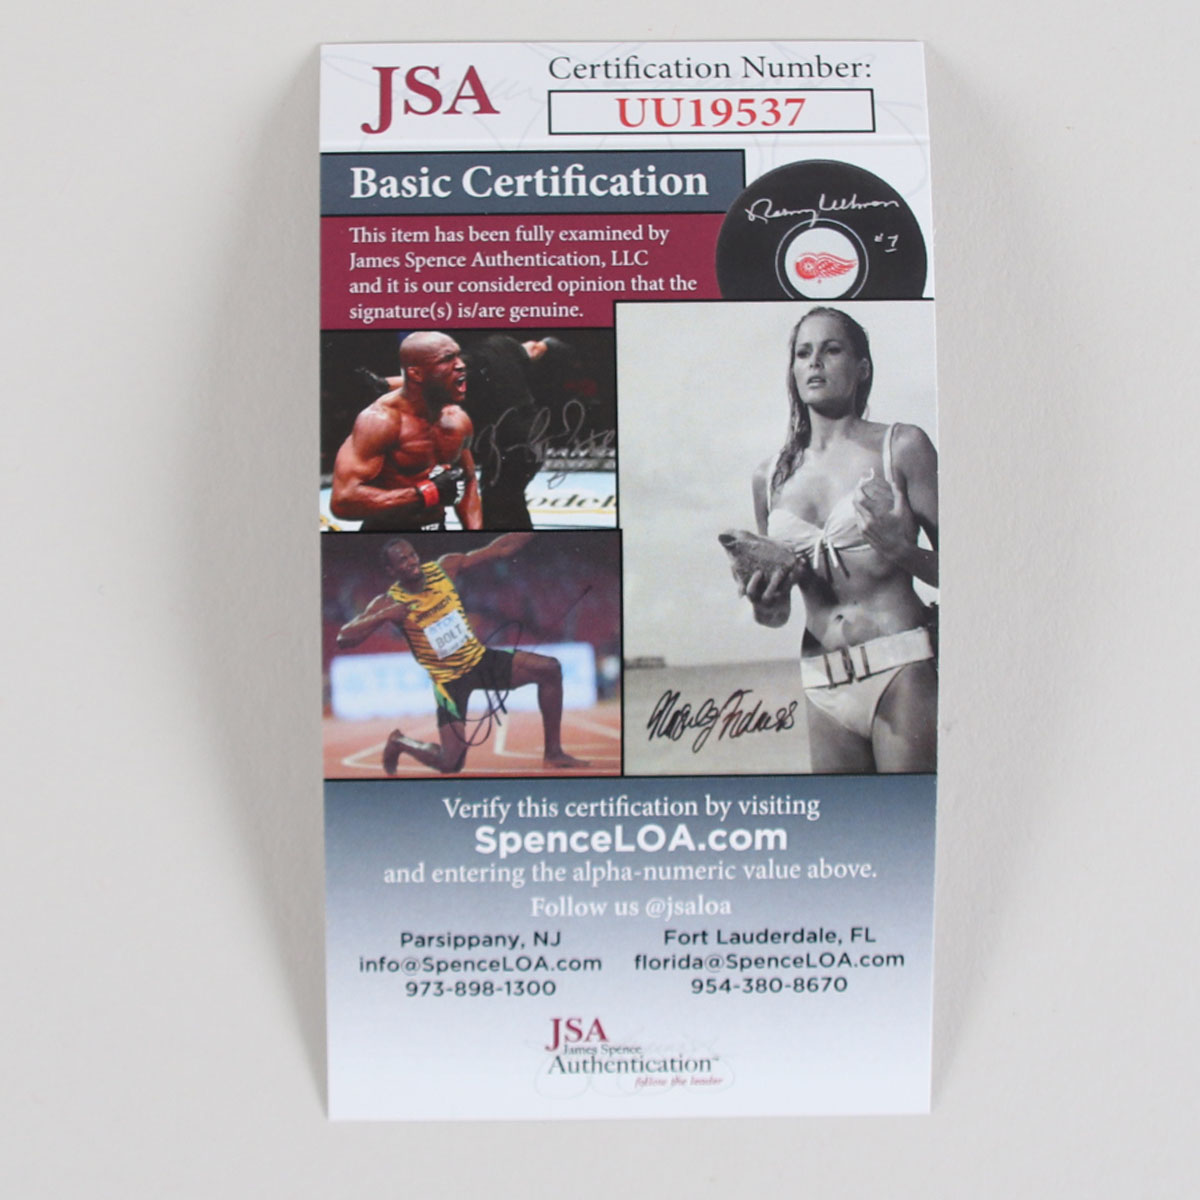 JSA
Certification Number:
UU19537
Basic Certification
This item has been fully examined by
James Spence Authentication, LLC
and it is our considered opinion that the
signature(s) is/are genuine.
#7
BOLT
Verify this certification by visiting
SpenceLOA.com
and entering the alpha-numeric value above.
Follow us @jsaloa
Parsippany, NJ
info@SpenceLOA.com
973-898-1300
Fort Lauderdale, FL
florida@SpenceLOA.com
954-380-8670
JSA
James Spence
Authentication™
follow the leader